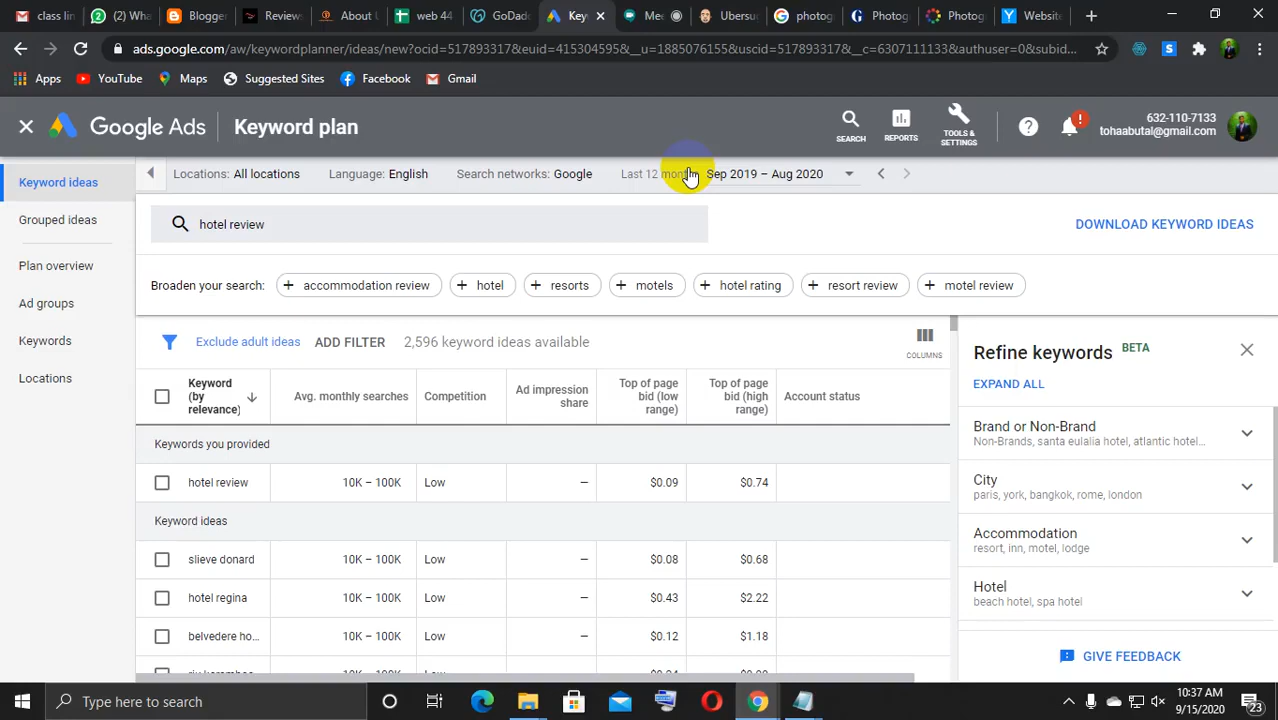 class lin
(2) Wha
Blogger
Reviews
About U
web 44
GoDadd
Key
Mee
Ubersu
photog
Photog
Photog
Website
ads.google.com/aw/keywordplanner/ideas/new?ocid=5178933178&euid=415304595&__u=1885076155&uscid=517893317&__c=6307111133&authuser=0&subid...
Apps YouTube Maps Suggested Sites Facebook Gmail
Google Ads Keyword plan
SEARCH REPORTS TOOLS & SETTINGS
632-110-7133
tohaabutal@gmail.com
Keyword ideas
Grouped ideas
Plan overview
Ad groups
Keywords
Locations
Locations: All locations Language: English Search networks: Google Last 12 months Sep 2019 – Aug 2020
hotel review
DOWNLOAD KEYWORD IDEAS
Broaden your search: + accommodation review + hotel + resorts + motels + hotel rating + resort review + motel review
Exclude adult ideas ADD FILTER 2,596 keyword ideas available
COLUMNS
Keyword (by relevance) Avg. monthly searches Competition Ad impression share Top of page bid (low range) Top of page bid (high range) Account status
Keywords you provided
hotel review 10K – 100K Low – $0.09 $0.74
Keyword ideas
slieve donard 10K – 100K Low – $0.08 $0.68
hotel regina 10K – 100K Low – $0.43 $2.22
belvedere ho... 10K – 100K Low – $0.12 $1.18
Refine keywords BETA
EXPAND ALL
Brand or Non-Brand
Non-Brands, santa eulalia hotel, atlantic hotel...
City
paris, york, bangkok, rome, london
Accommodation
resort, inn, motel, lodge
Hotel
beach hotel, spa hotel
GIVE FEEDBACK
Type here to search
10:37 AM
9/15/2020
23